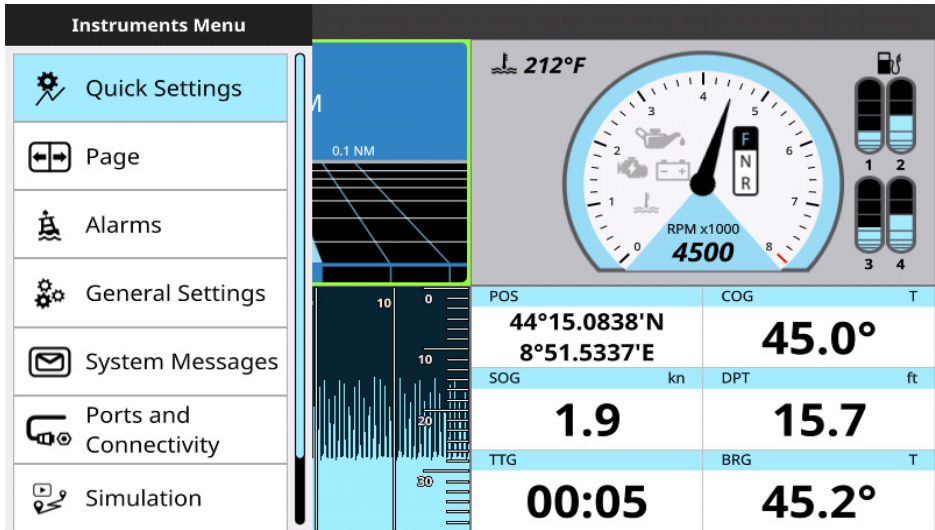 Instruments Menu
Quick Settings
Page
Alarms
General Settings
System Messages
Ports and
Connectivity
Simulation
0.1 NM
10
0
10
20
30
212°F
0
1
2
3
4
5
6
7
8
F
N
R
RPM x1000
4500
1 2
3 4
POS
44°15.0838'N
8°51.5337'E
COG T
45.0°
SOG kn
1.9
DPT ft
15.7
TTG
00:05
BRG T
45.2°